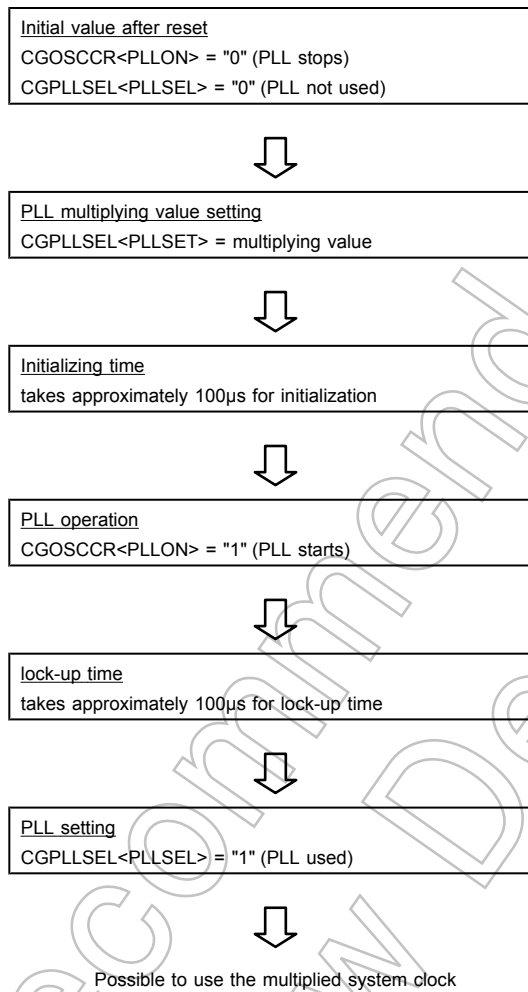 Initial value after reset
CGOSCCR<PLLON> = "0" (PLL stops)
CGPLLSEL<PLLSEL> = "0" (PLL not used)
PLL multiplying value setting
CGPLLSEL<PLLSET> = multiplying value
Initializing time
takes approximately 100μs for initialization
PLL operation
CGOSCCR<PLLON> = "1" (PLL starts)
lock-up time
takes approximately 100μs for lock-up time
PLL setting
CGPLLSEL<PLLSEL> = "1" (PLL used)
Possible to use the multiplied system clock